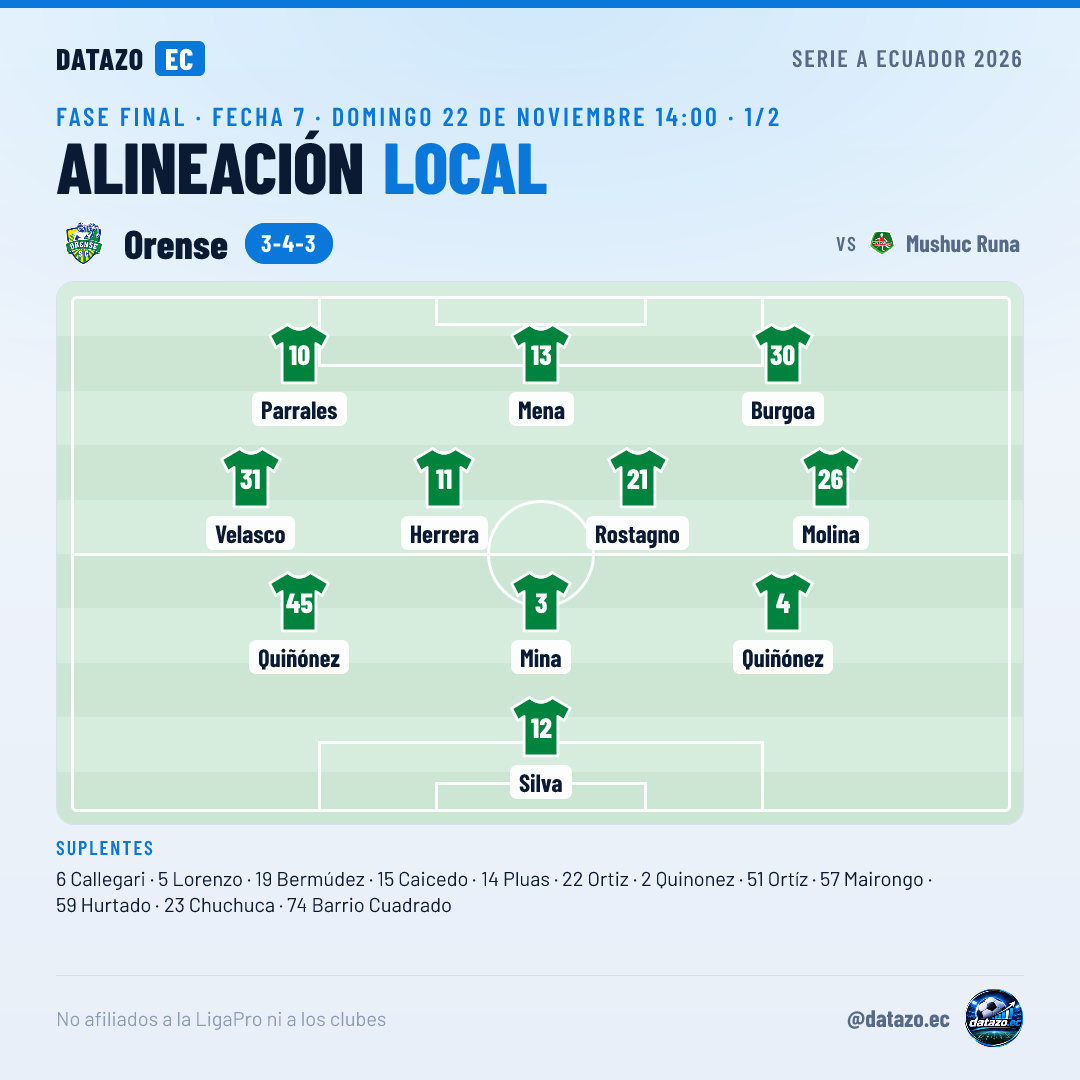 DATAZO EC
SERIE A ECUADOR 2026
FASE FINAL · FECHA 7 · DOMINGO 22 DE NOVIEMBRE 14:00 · 1/2
ALINEACIÓN LOCAL
ORENSE
S.C.
Orense 3-4-3
VS Mushuc Runa
10 13 30
Parrales Mena Burgoa
31 11 21 26
Velasco Herrera Rostagno Molina
45 3 4
Quiñónez Mina Quiñónez
12
Silva
SUPLENTES
6 Callegari · 5 Lorenzo · 19 Bermúdez · 15 Caicedo · 14 Pluas · 22 Ortiz · 2 Quinonez · 51 Ortíz · 57 Mairongo ·
59 Hurtado · 23 Chuchuca · 74 Barrio Cuadrado
No afiliados a la LigaPro ni a los clubes
@datazo.ec
datazo.ec